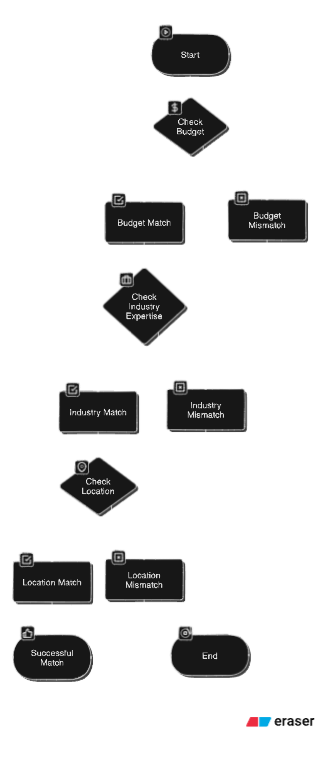 Start
Check
Budget
Budget Match
Budget
Mismatch
Check
Industry
Expertise
Industry Match
Industry
Mismatch
Check
Location
Location Match
Location
Mismatch
Successful
Match
End
eraser